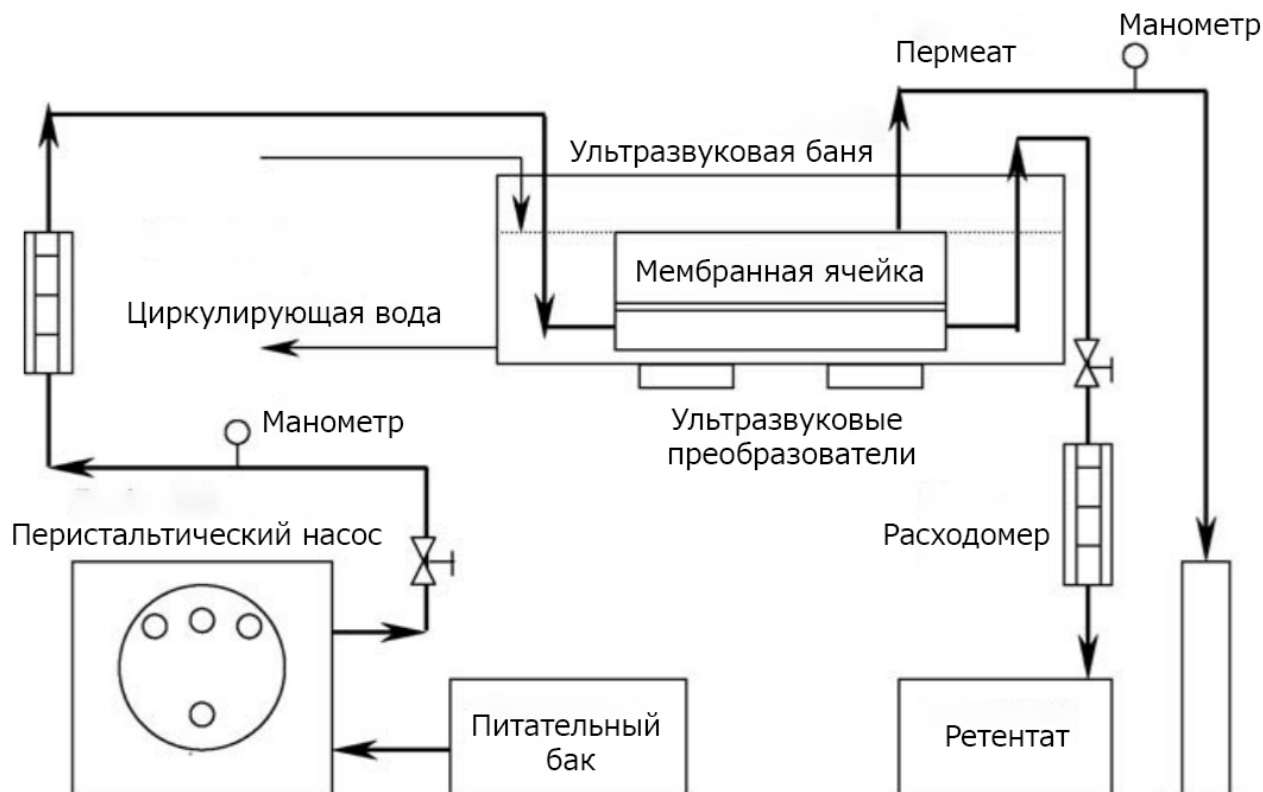 Манометр
Пермеат
Ультразвуковая баня
Мембранная ячейка
Циркулирующая вода
Манометр
Ультразвуковые
преобразователи
Перистальтический насос
Расходомер
Питательный
бак
Ретентат